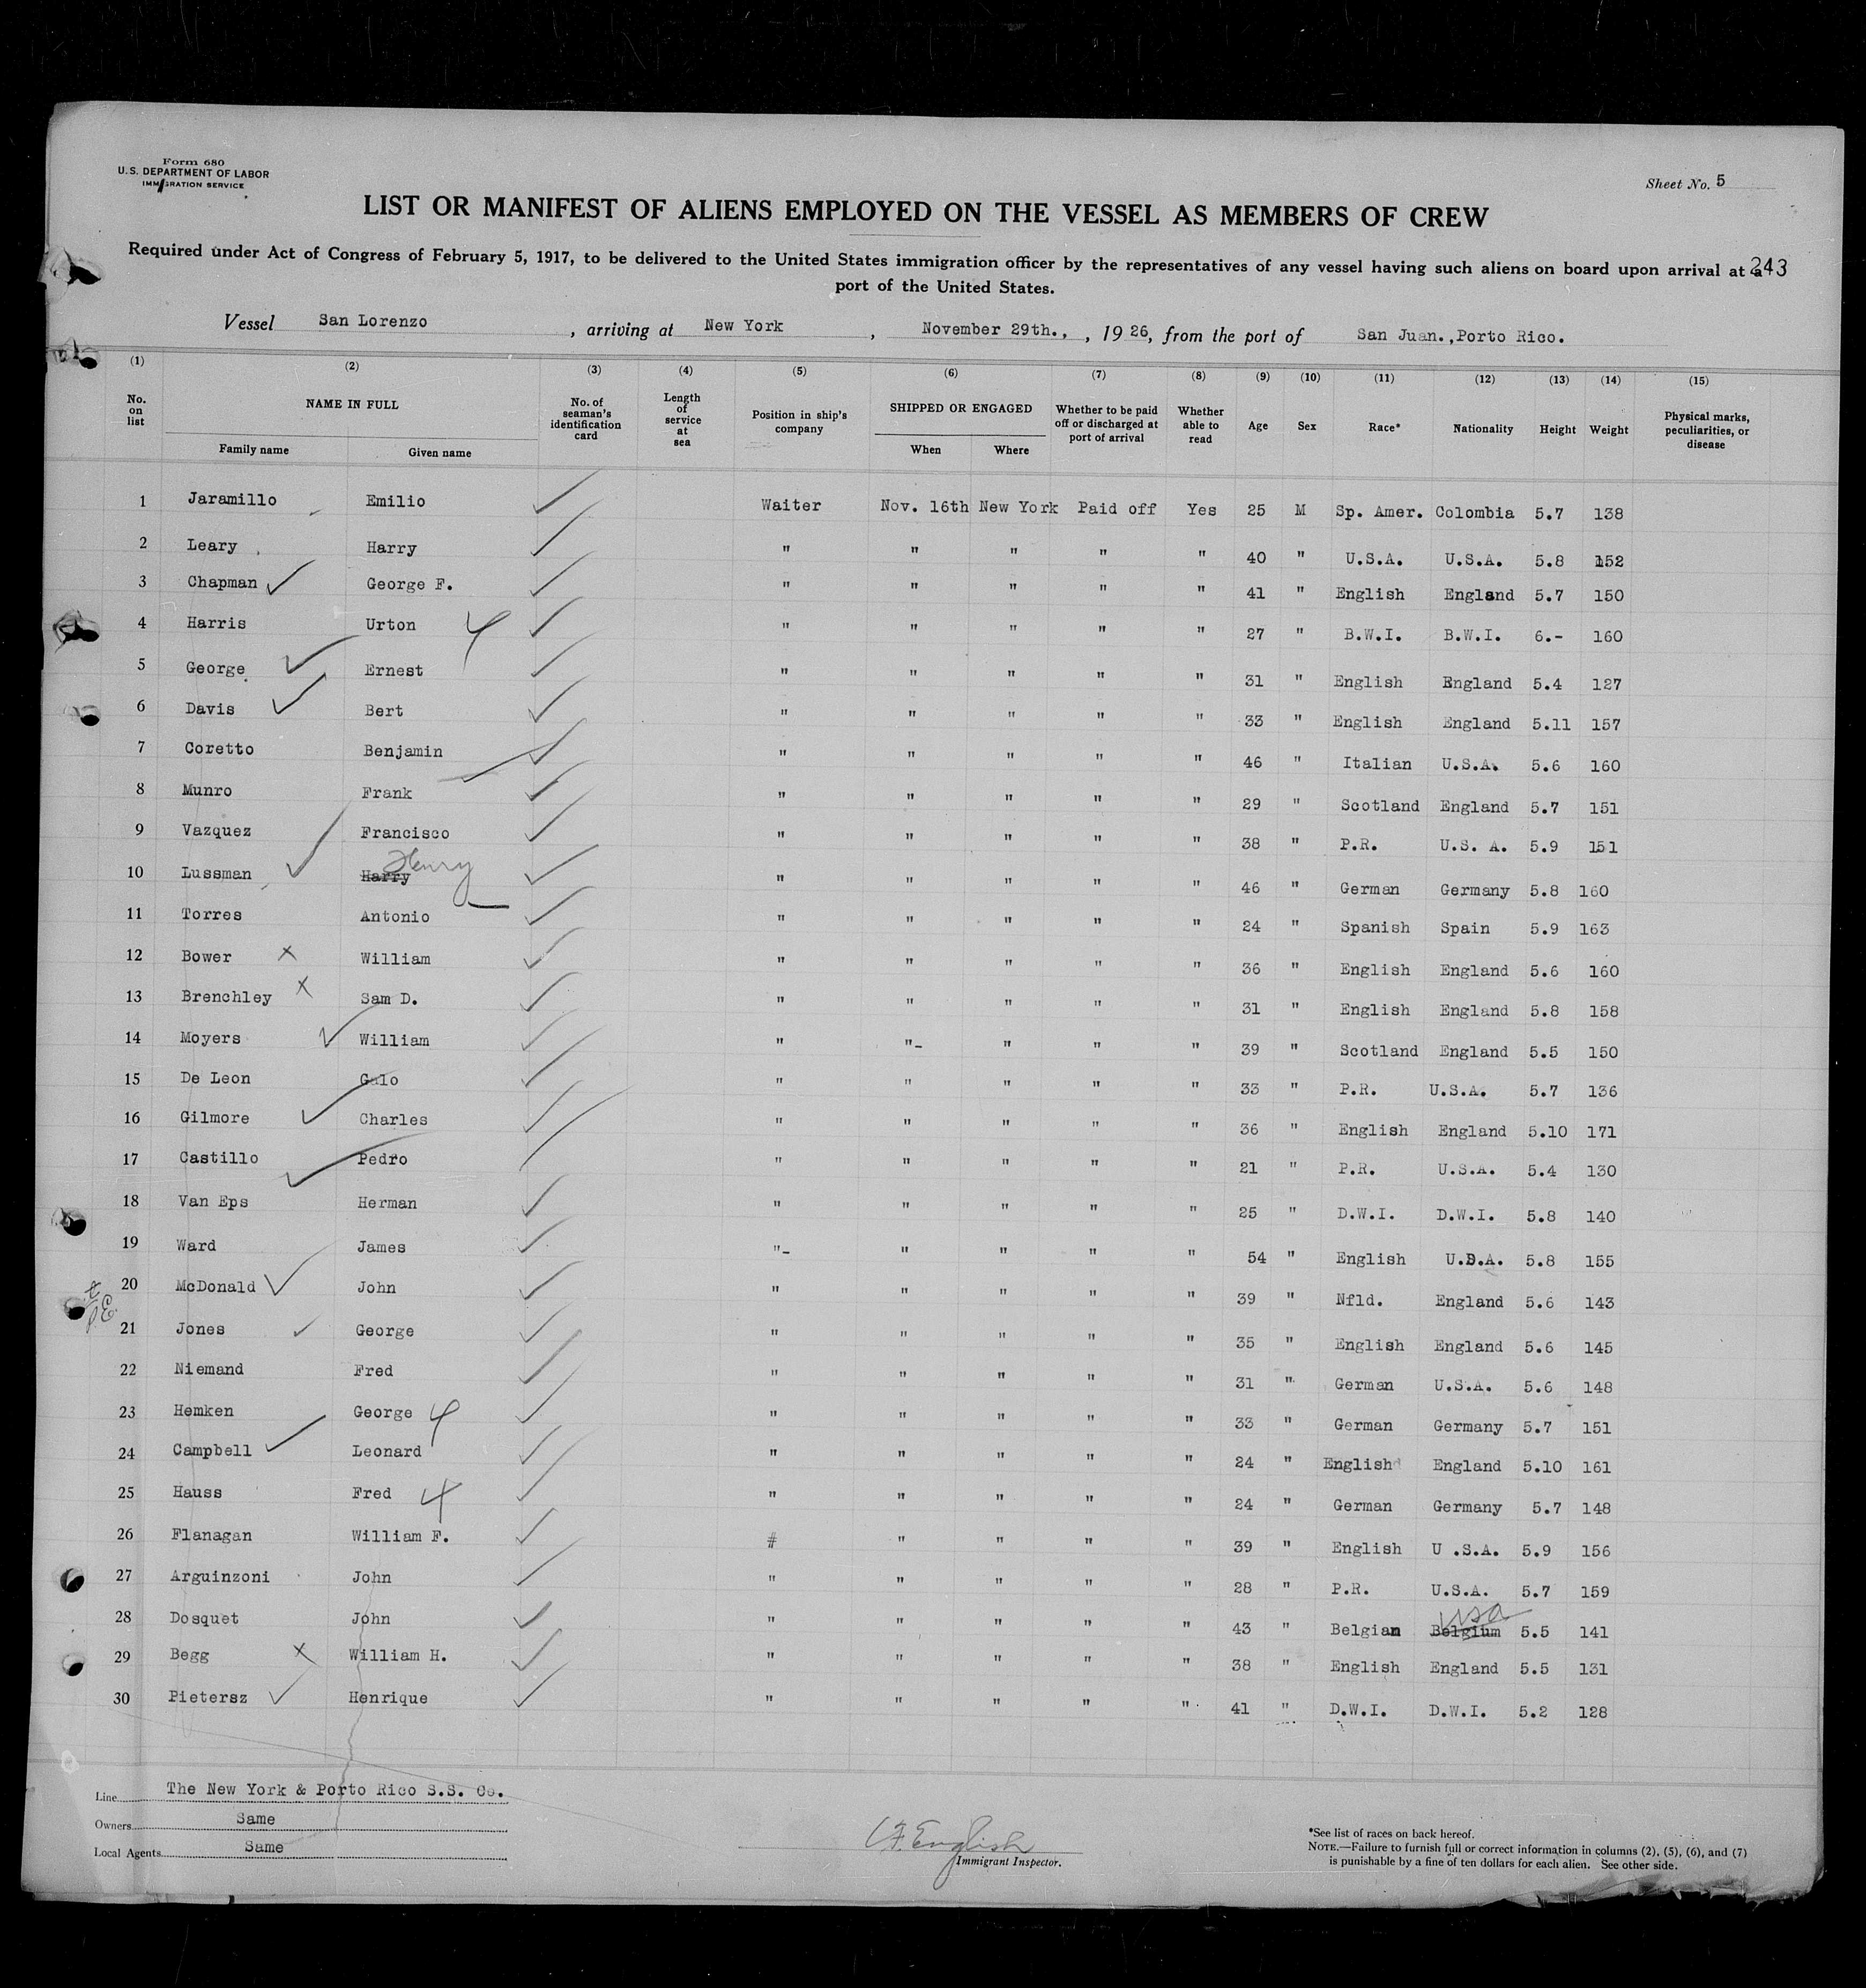 Form 680
U.S. DEPARTMENT OF LABOR
IMMIGRATION SERVICE
Sheet No. 5
LIST OR MANIFEST OF ALIENS EMPLOYED ON THE VESSEL AS MEMBERS OF CREW
Required under Act of Congress of February 5, 1917, to be delivered to the United States immigration officer by the representatives of any vessel having such aliens on board upon arrival at a 243
port of the United States.
Vessel San Lorenzo, arriving at New York, November 29th., 1926, from the port of San Juan.,Porto Rico.
(1) (2) (3) (4) (5) (6) (7) (8) (9) (10) (11) (12) (13) (14) (15)
No. on list NAME IN FULL Family name Given name No. of seaman's identification card Length of service at sea Position in ship's company SHIPPED OR ENGAGED When Where Whether to be paid off or discharged at port of arrival Whether able to read Age Sex Race* Nationality Height Weight Physical marks, peculiarities, or disease
1 Jaramillo Emilio Waiter Nov. 16th New York Paid off Yes 25 M Sp. Amer. Colombia 5.7 138
2 Leary Harry " " " " " 40 " U.S.A. U.S.A. 5.8 152
3 Chapman George F. " " " " " 41 " English England 5.7 150
4 Harris Urton " " " " " 27 " B.W.I. B.W.I. 6.- 160
5 George Ernest " " " " " 31 " English England 5.4 127
6 Davis Bert " " " " " 33 " English England 5.11 157
7 Coretto Benjamin " " " " " 46 " Italian U.S.A. 5.6 160
8 Munro Frank " " " " " 29 " Scotland England 5.7 151
9 Vazquez Francisco " " " " " 38 " P.R. U.S. A. 5.9 151
10 Lussman Harry Henry " " " " " 46 " German Germany 5.8 160
11 Torres Antonio " " " " " 24 " Spanish Spain 5.9 163
12 Bower William " " " " " 36 " English England 5.6 160
13 Brenchley Sam D. " " " " " 31 " English England 5.8 158
14 Moyers William " "- " " " 39 " Scotland England 5.5 150
15 De Leon Galo " " " " " 33 " P.R. U.S.A. 5.7 136
16 Gilmore Charles " " " " " 36 " English England 5.10 171
17 Castillo Pedro " " " " " 21 " P.R. U.S.A. 5.4 130
18 Van Eps Herman " " " " " 25 " D.W.I. D.W.I. 5.8 140
19 Ward James "- " " " " 54 " English U.S.A. 5.8 155
20 McDonald John " " " " " 39 " Nfld. England 5.6 143
21 Jones George " " " " " 35 " English England 5.6 145
22 Niemand Fred " " " " " 31 " German U.S.A. 5.6 148
23 Hemken George " " " " " 33 " German Germany 5.7 151
24 Campbell Leonard " " " " " 24 " English England 5.10 161
25 Hauss Fred " " " " " 24 " German Germany 5.7 148
26 Flanagan William F. # " " " " 39 " English U .S.A. 5.9 156
27 Arguinzoni John " " " " " 28 " P.R. U.S.A. 5.7 159
28 Dosquet John " " " " " 43 " Belgian Belgium USA 5.5 141
29 Begg William H. " " " " " 38 " English England 5.5 131
30 Pietersz Henrique " " " " " 41 " D.W.I. D.W.I. 5.2 128
Line The New York & Porto Rico S.S. Co.
Owners Same
Local Agents Same
English
Immigrant Inspector.
*See list of races on back hereof.
NOTE.—Failure to furnish full or correct information in columns (2), (5), (6), and (7)
is punishable by a fine of ten dollars for each alien. See other side.